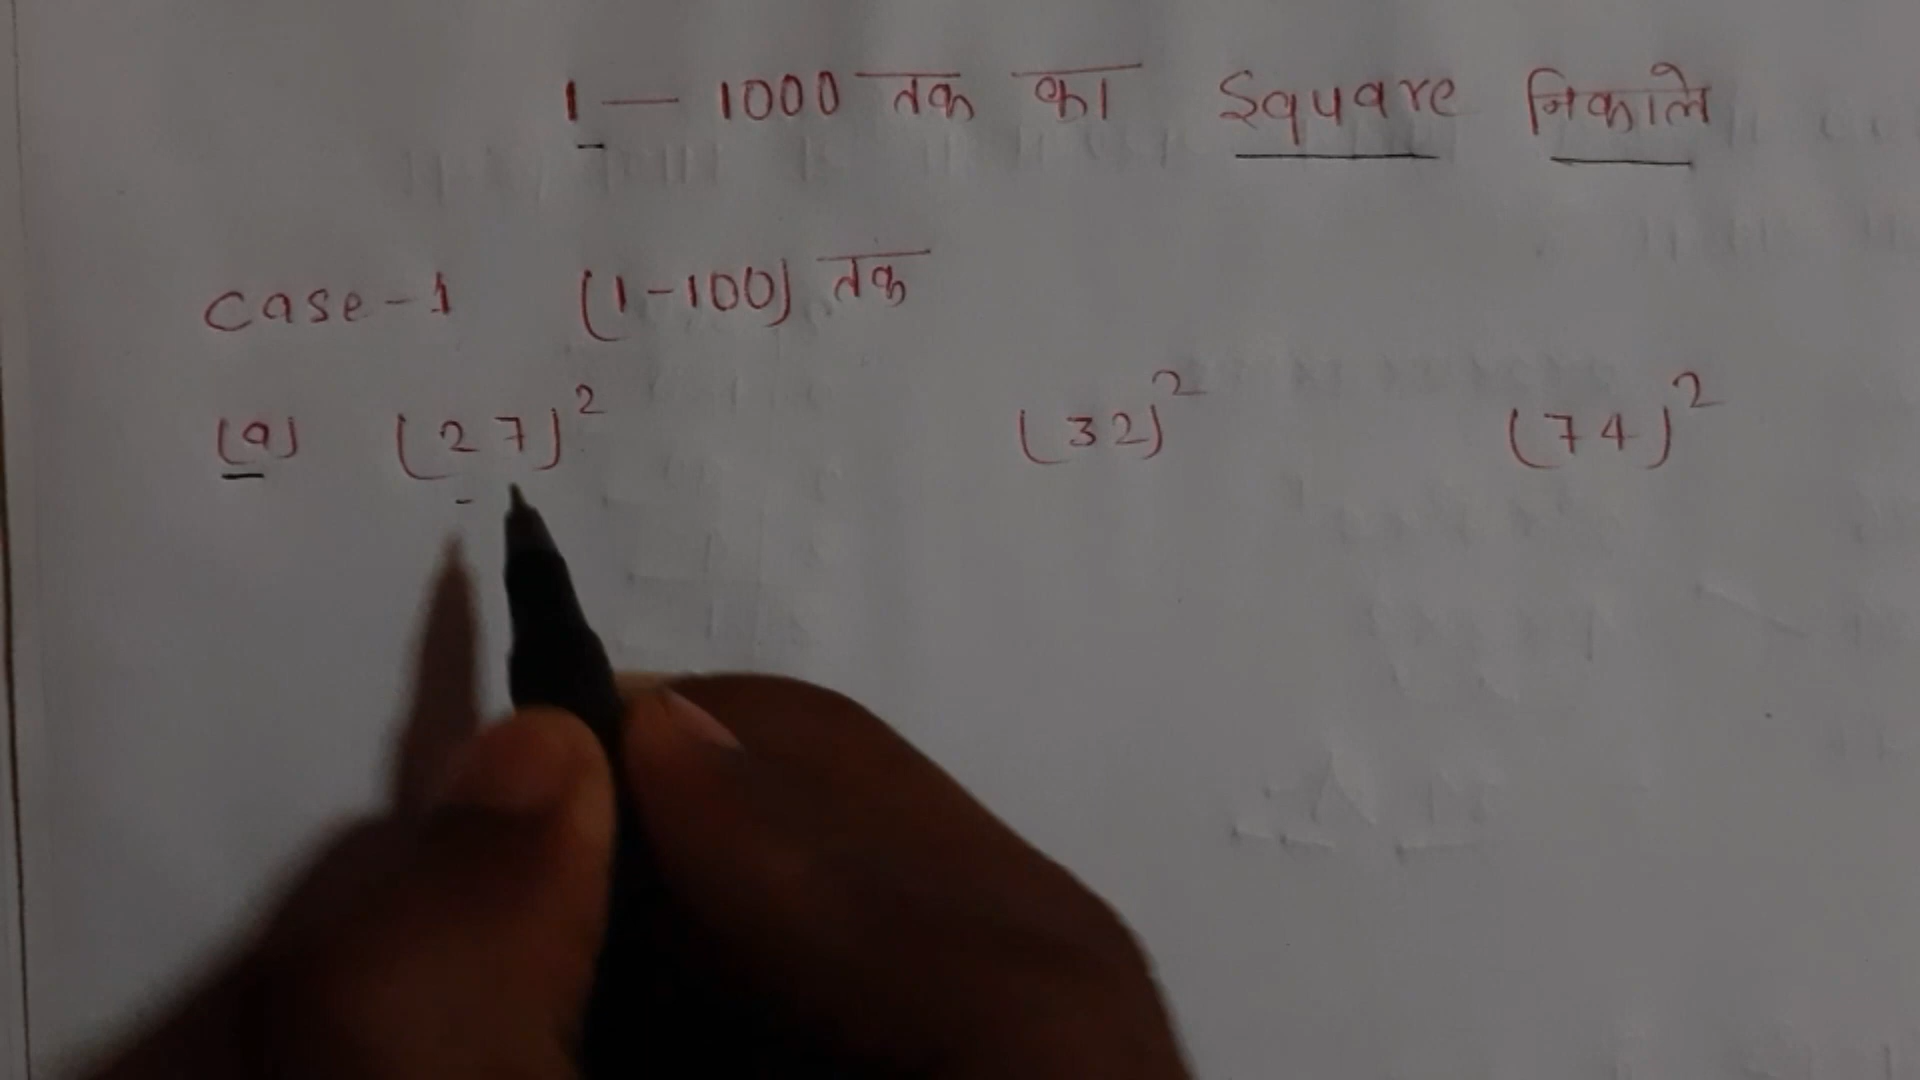 1 — 1000 तक का Square निकाले
Case-1 (1-100) तक
(a) (27)² (32)² (74)²